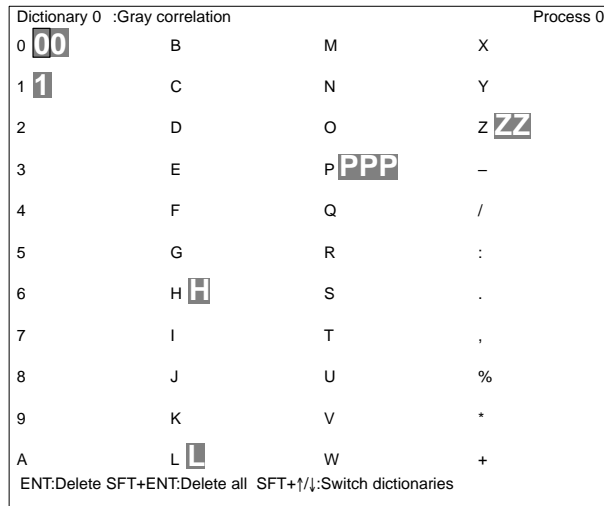 Dictionary 0 :Gray correlation Process 0
0 00 B M X
1 1 C N Y
2 D O Z ZZ
3 E P PPP –
4 F Q /
5 G R :
6 H H S .
7 I T ,
8 J U %
9 K V *
A L L W +
ENT:Delete SFT+ENT:Delete all SFT+↑/↓:Switch dictionaries